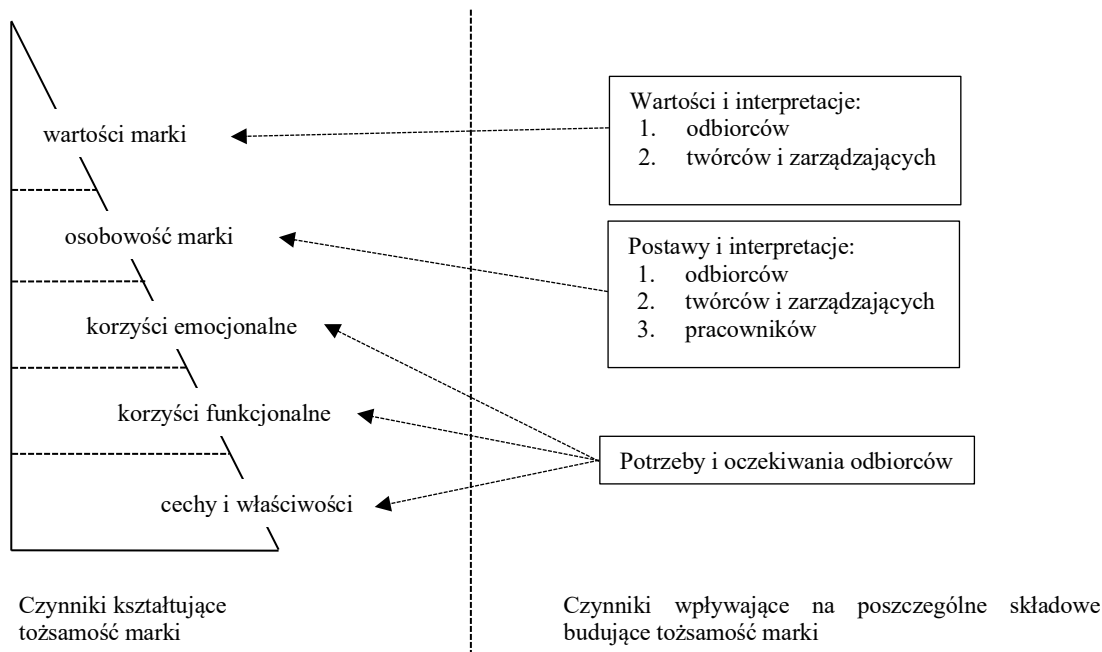 wartości marki
osobowość marki
korzyści emocjonalne
korzyści funkcjonalne
cechy i właściwości
Czynniki kształtujące
tożsamość marki
Wartości i interpretacje:
1. odbiorców
2. twórców i zarządzających
Postawy i interpretacje:
1. odbiorców
2. twórców i zarządzających
3. pracowników
Potrzeby i oczekiwania odbiorców
Czynniki wpływające na poszczególne składowe
budujące tożsamość marki